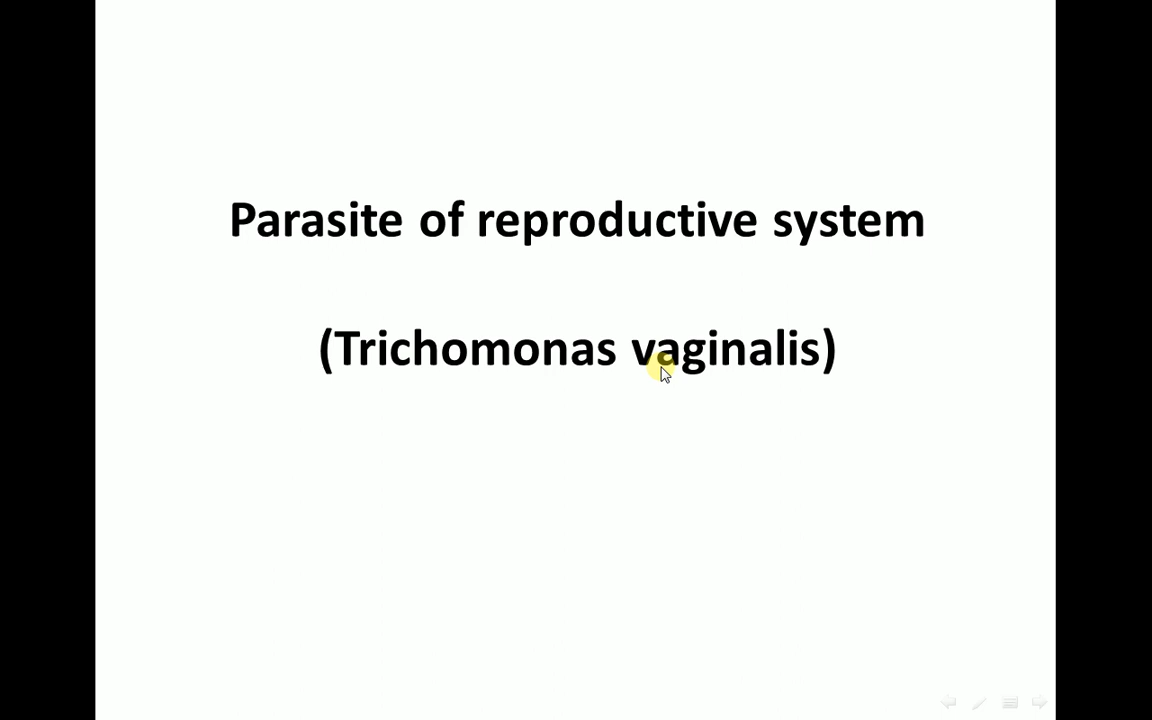 Parasite of reproductive system
(Trichomonas vaginalis)